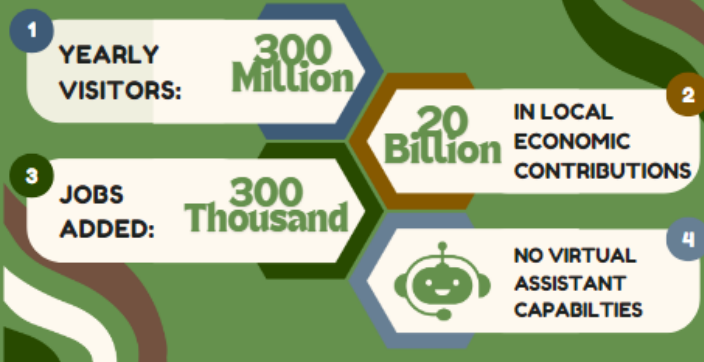 1
YEARLY
VISITORS:
300
Million
2
20
Billion
IN LOCAL
ECONOMIC
CONTRIBUTIONS
3
JOBS
ADDED:
300
Thousand
4
NO VIRTUAL
ASSISTANT
CAPABILTIES